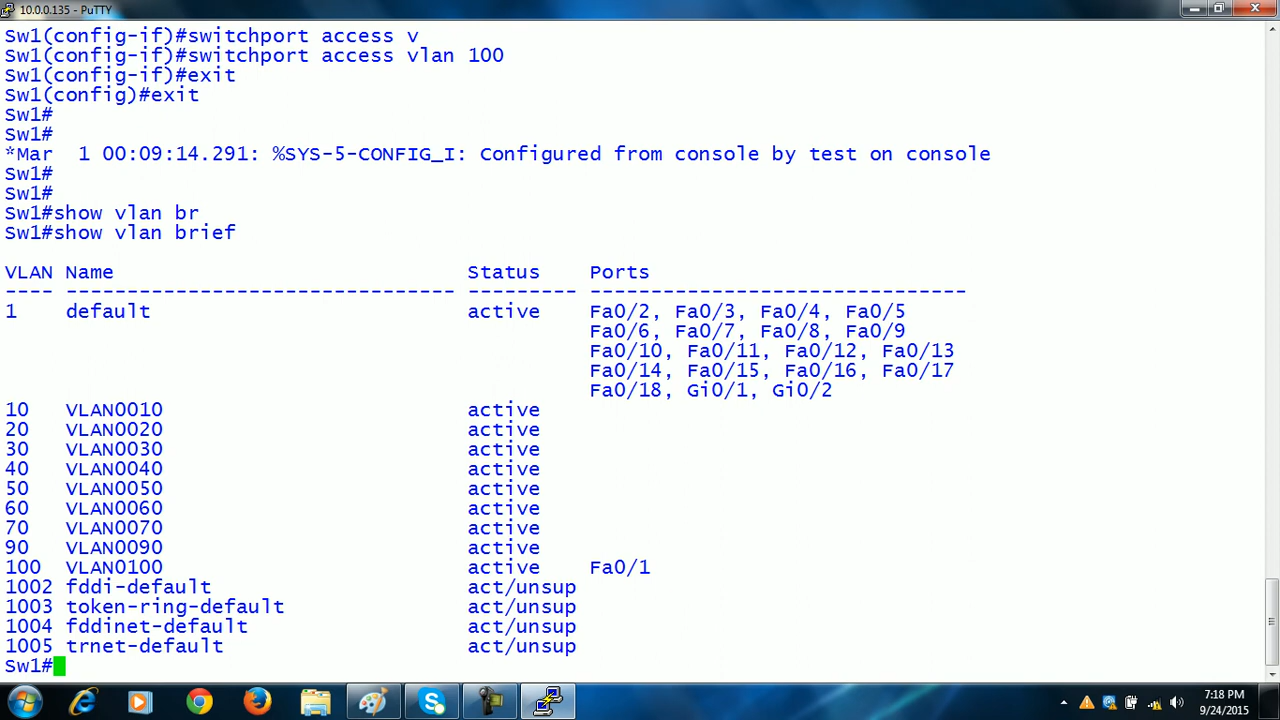 10.0.0.135 - PuTTY
Sw1(config-if)#switchport access v
Sw1(config-if)#switchport access vlan 100
Sw1(config-if)#exit
Sw1(config)#exit
Sw1#
Sw1#
*Mar  1 00:09:14.291: %SYS-5-CONFIG_I: Configured from console by test on console
Sw1#
Sw1#
Sw1#show vlan br
Sw1#show vlan brief
VLAN Name                             Status    Ports
---- -------------------------------- --------- -------------------------------
1    default                          active    Fa0/2, Fa0/3, Fa0/4, Fa0/5
                                                Fa0/6, Fa0/7, Fa0/8, Fa0/9
                                                Fa0/10, Fa0/11, Fa0/12, Fa0/13
                                                Fa0/14, Fa0/15, Fa0/16, Fa0/17
                                                Fa0/18, Gi0/1, Gi0/2
10   VLAN0010                         active
20   VLAN0020                         active
30   VLAN0030                         active
40   VLAN0040                         active
50   VLAN0050                         active
60   VLAN0060                         active
70   VLAN0070                         active
90   VLAN0090                         active
100  VLAN0100                         active    Fa0/1
1002 fddi-default                     act/unsup
1003 token-ring-default               act/unsup
1004 fddinet-default                  act/unsup
1005 trnet-default                    act/unsup
Sw1#
7:18 PM
9/24/2015